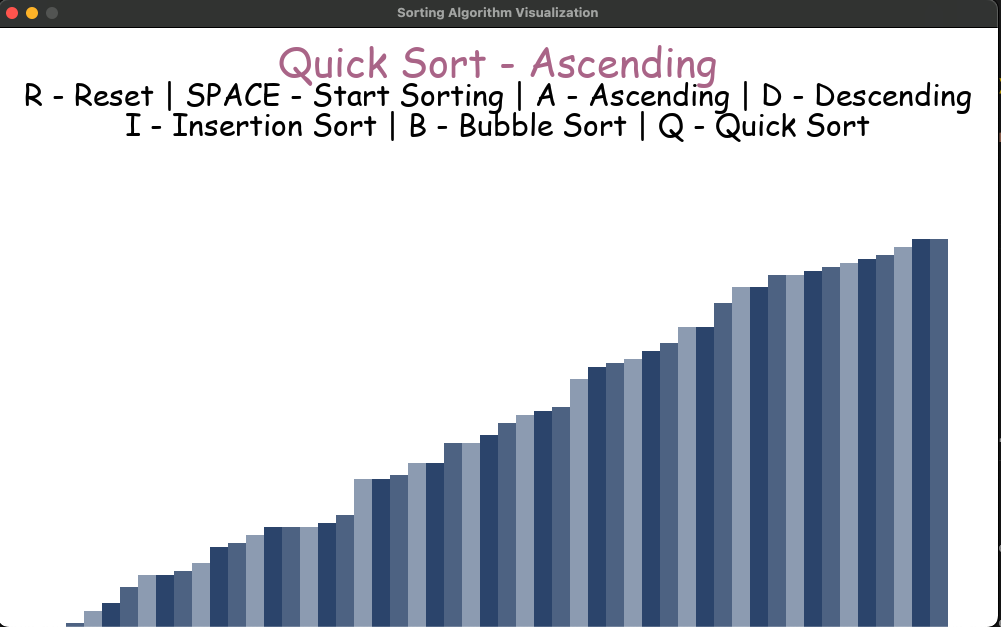 Sorting Algorithm Visualization
Quick Sort - Ascending
R - Reset | SPACE - Start Sorting | A - Ascending | D - Descending
I - Insertion Sort | B - Bubble Sort | Q - Quick Sort